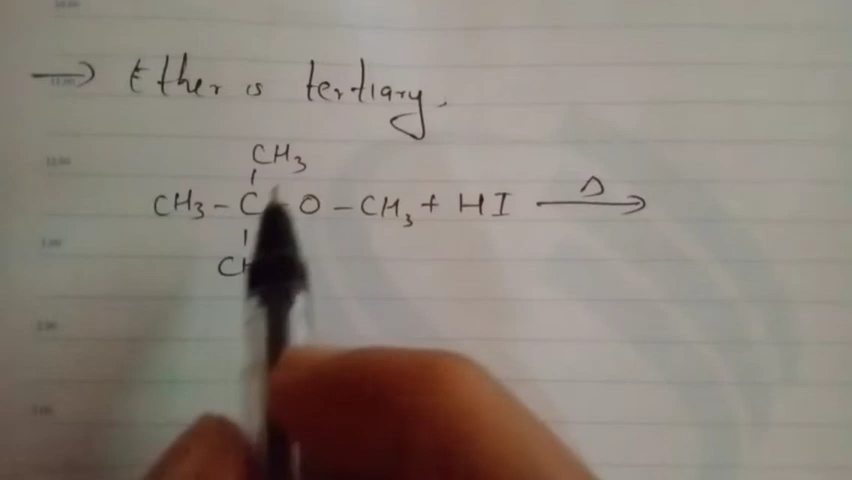 → Ether is tertiary.
CH₃
CH₃ – C – O – CH₃ + HI →Δ